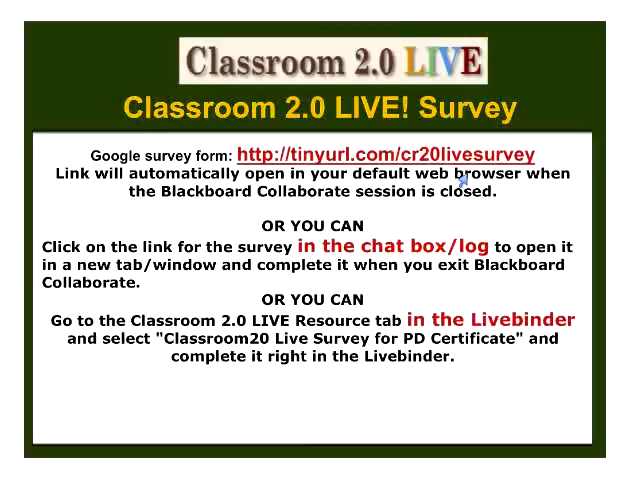 Classroom 2.0 LIVE
Classroom 2.0 LIVE! Survey
Google survey form: http://tinyurl.com/cr20livesurvey
Link will automatically open in your default web browser when
the Blackboard Collaborate session is closed.
OR YOU CAN
Click on the link for the survey in the chat box/log to open it
in a new tab/window and complete it when you exit Blackboard
Collaborate.
OR YOU CAN
Go to the Classroom 2.0 LIVE Resource tab in the Livebinder
and select "Classroom20 Live Survey for PD Certificate" and
complete it right in the Livebinder.